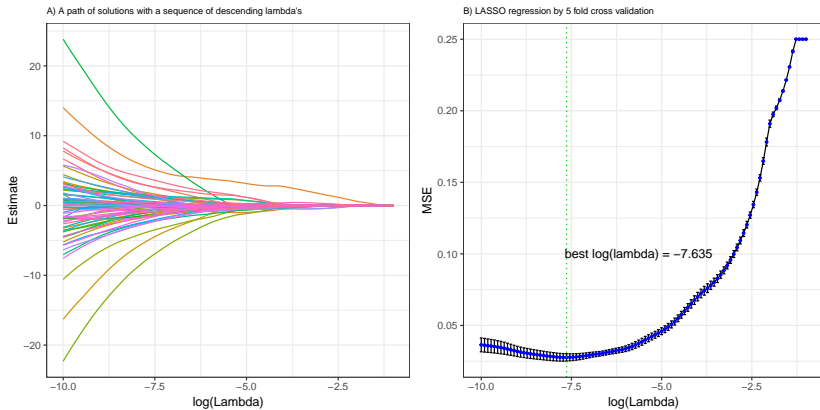 A) A path of solutions with a sequence of descending lambda's
Estimate
20
10
0
−10
−20
−10.0
−7.5
−5.0
−2.5
log(Lambda)
B) LASSO regression by 5 fold cross validation
MSE
0.25
0.20
0.15
0.10
0.05
best log(lambda) = −7.635
−10.0
−7.5
−5.0
−2.5
log(Lambda)